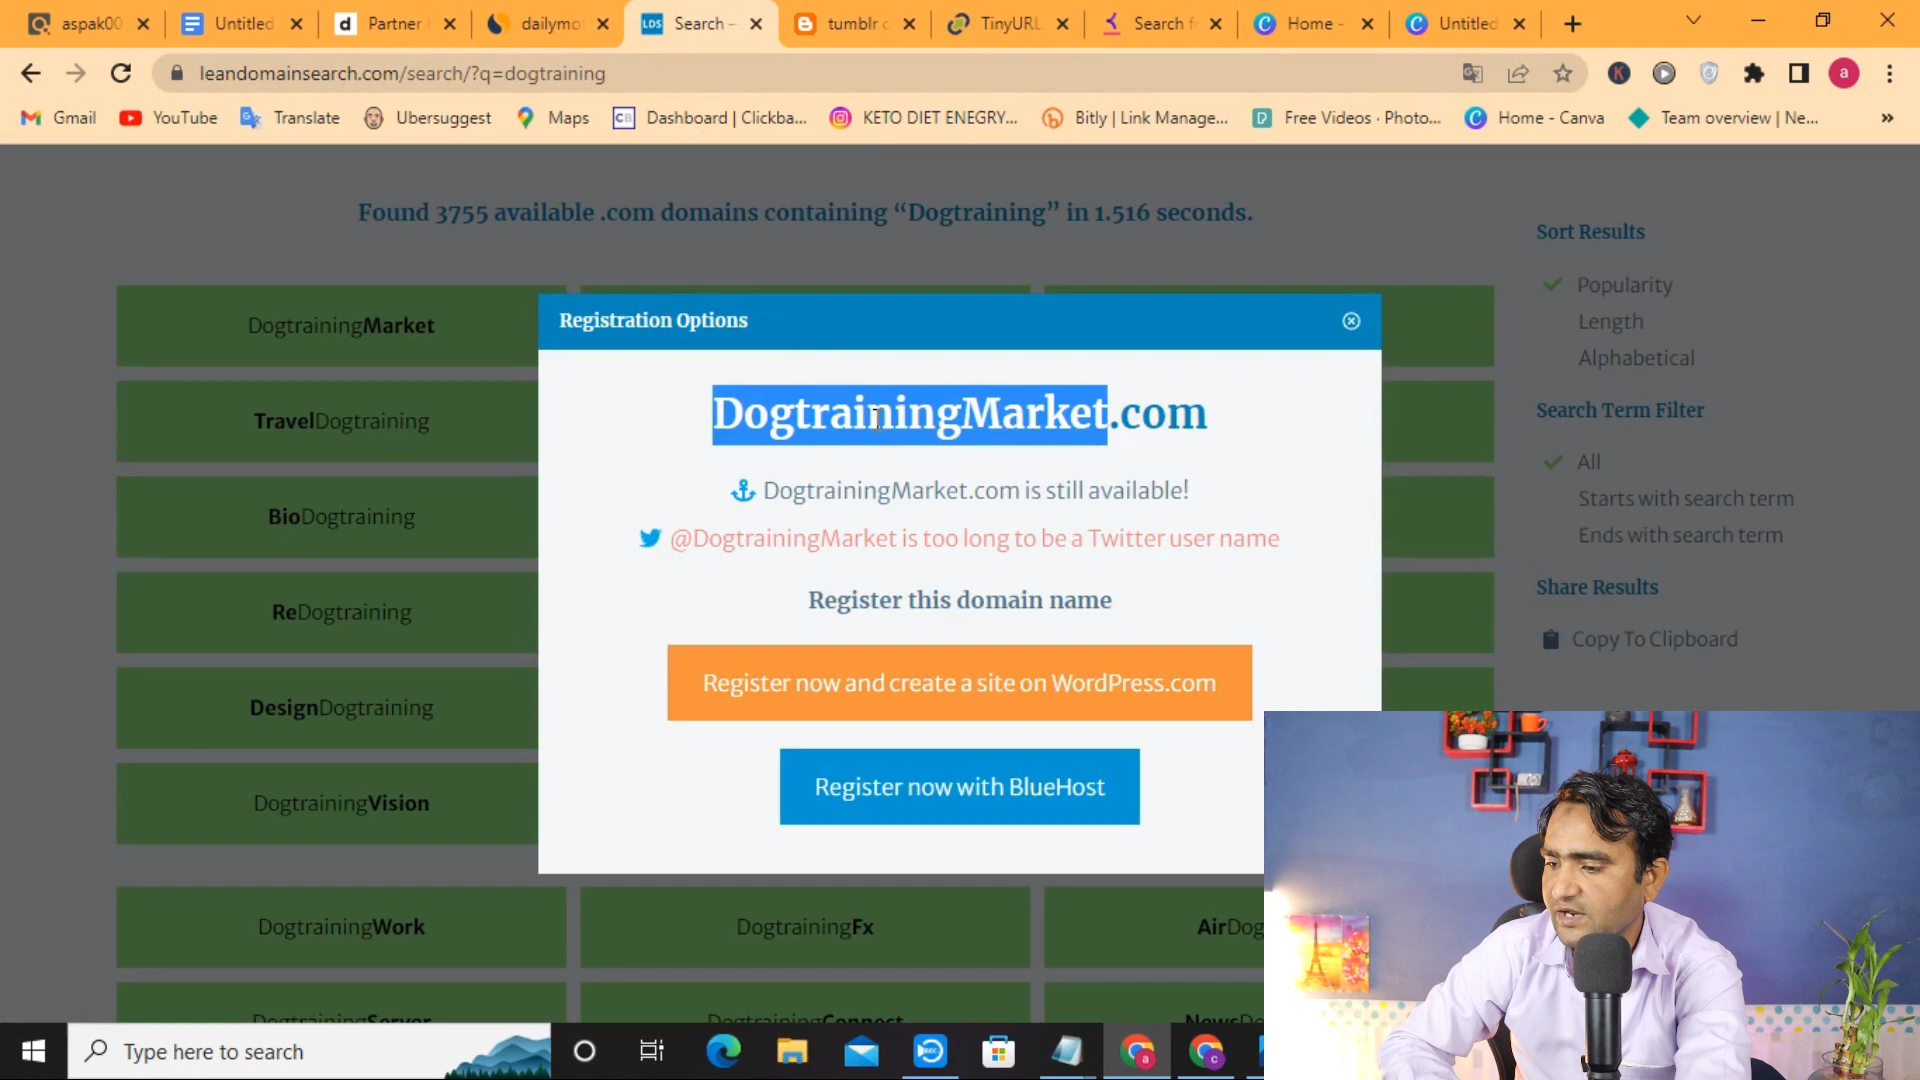 aspak00
Untitled
Partner
dailymo
Search -
tumblr c
TinyURL
Search f
Home -
Untitled
leandomainsearch.com/search/?q=dogtraining
a
Gmail
YouTube
Translate
Ubersuggest
Maps
Dashboard | Clickba...
KETO DIET ENEGRY...
Bitly | Link Manage...
Free Videos · Photo...
Home - Canva
Team overview | Ne...
»
Found 3755 available .com domains containing “Dogtraining” in 1.516 seconds.
DogtrainingMarket
TravelDogtraining
BioDogtraining
ReDogtraining
DesignDogtraining
DogtrainingVision
DogtrainingWork
DogtrainingFx
AirDog
DogtrainingServer
DogtrainingConnect
NewsDo
Registration Options
DogtrainingMarket.com
DogtrainingMarket.com is still available!
@DogtrainingMarket is too long to be a Twitter user name
Register this domain name
Register now and create a site on WordPress.com
Register now with BlueHost
Sort Results
Popularity
Length
Alphabetical
Search Term Filter
All
Starts with search term
Ends with search term
Share Results
Copy To Clipboard
Type here to search